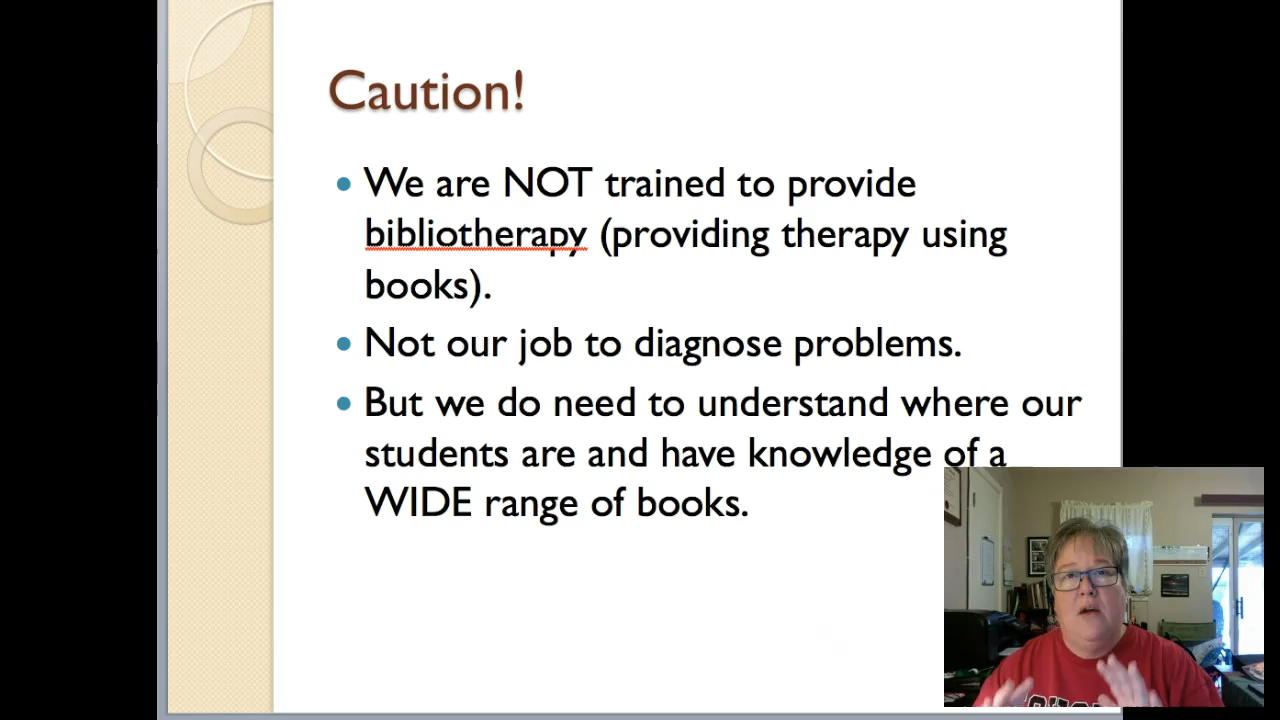 Caution!
We are NOT trained to provide
bibliotherapy (providing therapy using
books).
Not our job to diagnose problems.
But we do need to understand where our
students are and have knowledge of a
WIDE range of books.